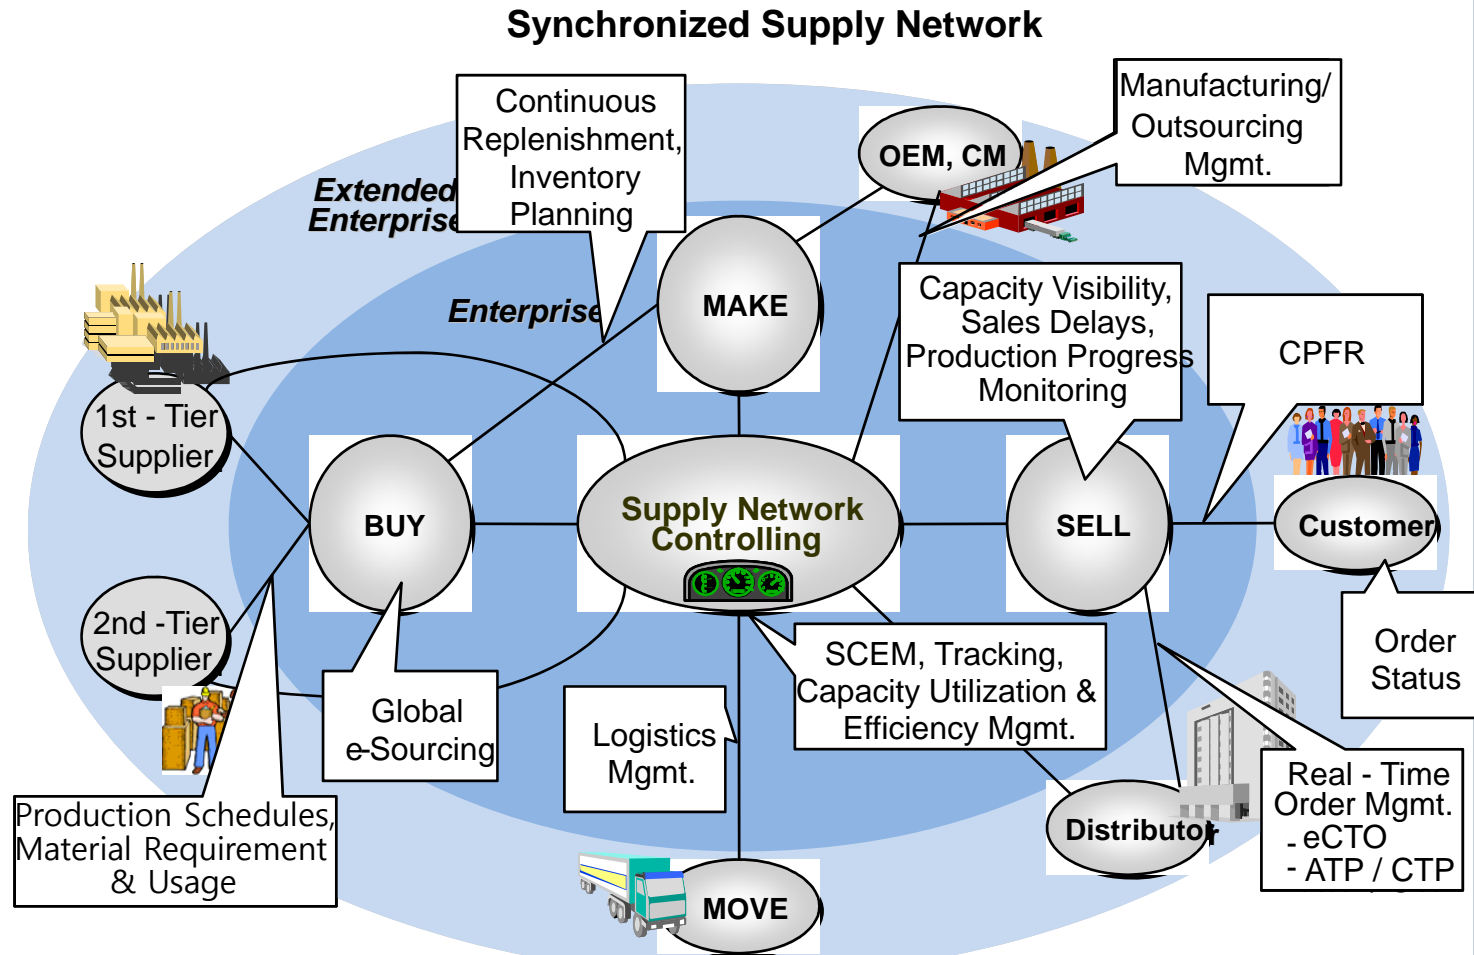 Synchronized Supply Network
Continuous
Replenishment,
Inventory
Planning
Manufacturing/
Outsourcing
Mgmt.
OEM, CM
Extended
Enterprise
Enterprise
MAKE
Capacity Visibility,
Sales Delays,
Production Progress
Monitoring
CPFR
1st - Tier
Supplier
BUY
Supply Network
Controlling
SELL
Customer
2nd -Tier
Supplier
Global
e-Sourcing
Logistics
Mgmt.
SCEM, Tracking,
Capacity Utilization &
Efficiency Mgmt.
Order
Status
Production Schedules,
Material Requirement
& Usage
Distributor
Real - Time
Order Mgmt.
- eCTO
- ATP / CTP
MOVE